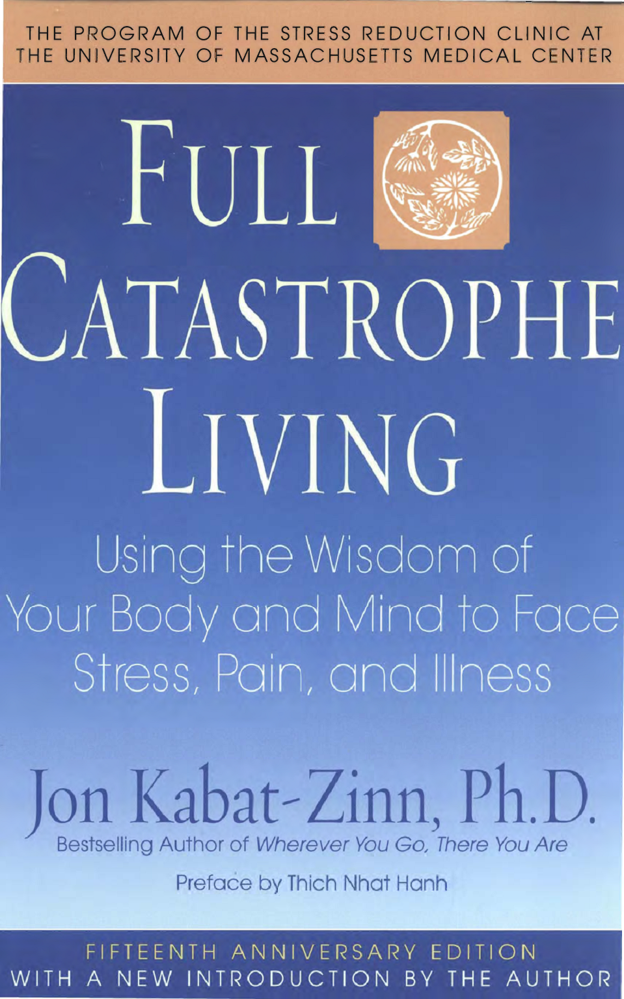 THE PROGRAM OF THE STRESS REDUCTION CLINIC AT
THE UNIVERSITY OF MASSACHUSETTS MEDICAL CENTER
FULL
CATASTROPHE
LIVING
Using the Wisdom of
Your Body and Mind to Face
Stress, Pain, and Illness
Jon Kabat-Zinn, Ph.D.
Bestselling Author of Wherever You Go, There You Are
Preface by Thich Nhat Hanh
FIFTEENTH ANNIVERSARY EDITION
WITH A NEW INTRODUCTION BY THE AUTHOR